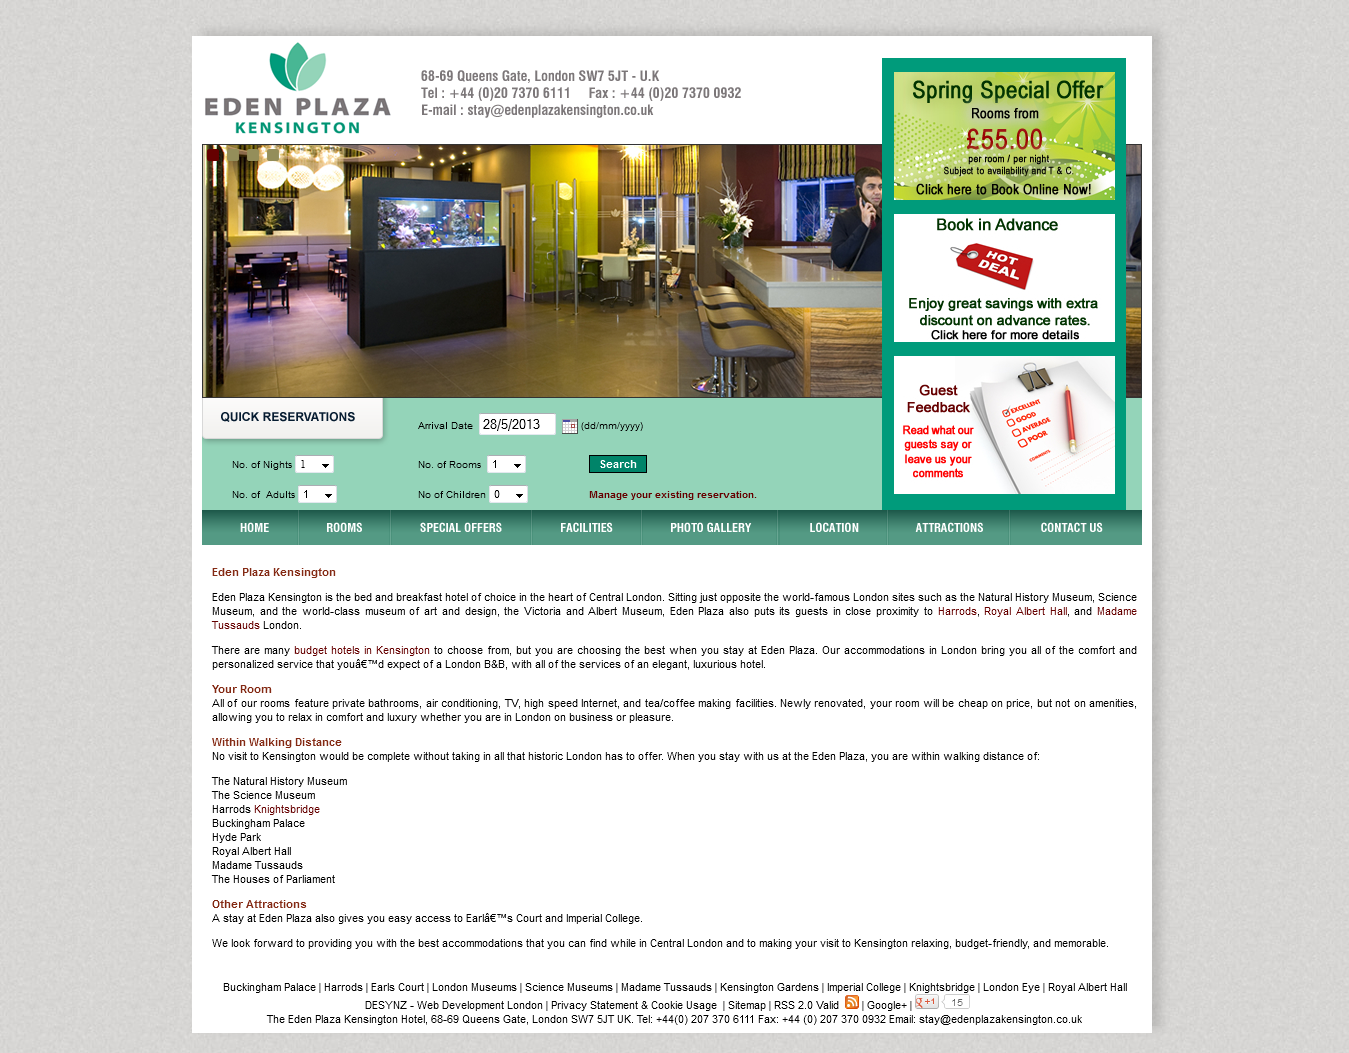 EDEN PLAZA
KENSINGTON
68-69 Queens Gate, London SW7 5JT - U.K
Tel : +44 (0)20 7370 6111 Fax : +44 (0)20 7370 0932
E-mail : stay@edenplazakensington.co.uk
Spring Special Offer
Rooms from
£55.00
per room / per night
Subject to availability and T & C.
Click here to Book Online Now!
Book in Advance
HOT
DEAL
Enjoy great savings with extra
discount on advance rates.
Click here for more details
Guest
Feedback
Read what our
guests say or
leave us your
comments
EXCELLENT
GOOD
AVERAGE
POOR
COMMENTS
QUICK RESERVATIONS
Arrival Date 28/5/2013 (dd/mm/yyyy)
No. of Nights 1 No. of Rooms 1 Search
No. of Adults 1 No of Children 0 Manage your existing reservation.
HOME ROOMS SPECIAL OFFERS FACILITIES PHOTO GALLERY LOCATION ATTRACTIONS CONTACT US
Eden Plaza Kensington
Eden Plaza Kensington is the bed and breakfast hotel of choice in the heart of Central London. Sitting just opposite the world-famous London sites such as the Natural History Museum, Science
Museum, and the world-class museum of art and design, the Victoria and Albert Museum, Eden Plaza also puts its guests in close proximity to Harrods, Royal Albert Hall, and Madame
Tussauds London.
There are many budget hotels in Kensington to choose from, but you are choosing the best when you stay at Eden Plaza. Our accommodations in London bring you all of the comfort and
personalized service that youâ€™d expect of a London B&B, with all of the services of an elegant, luxurious hotel.
Your Room
All of our rooms feature private bathrooms, air conditioning, TV, high speed Internet, and tea/coffee making facilities. Newly renovated, your room will be cheap on price, but not on amenities,
allowing you to relax in comfort and luxury whether you are in London on business or pleasure.
Within Walking Distance
No visit to Kensington would be complete without taking in all that historic London has to offer. When you stay with us at the Eden Plaza, you are within walking distance of:
The Natural History Museum
The Science Museum
Harrods Knightsbridge
Buckingham Palace
Hyde Park
Royal Albert Hall
Madame Tussauds
The Houses of Parliament
Other Attractions
A stay at Eden Plaza also gives you easy access to Earlâ€™s Court and Imperial College.
We look forward to providing you with the best accommodations that you can find while in Central London and to making your visit to Kensington relaxing, budget-friendly, and memorable.
Buckingham Palace | Harrods | Earls Court | London Museums | Science Museums | Madame Tussauds | Kensington Gardens | Imperial College | Knightsbridge | London Eye | Royal Albert Hall
DESYNZ - Web Development London | Privacy Statement & Cookie Usage | Sitemap | RSS 2.0 Valid | Google+ | g +1 15
The Eden Plaza Kensington Hotel, 68-69 Queens Gate, London SW7 5JT UK. Tel: +44(0) 207 370 6111 Fax: +44 (0) 207 370 0932 Email: stay@edenplazakensington.co.uk